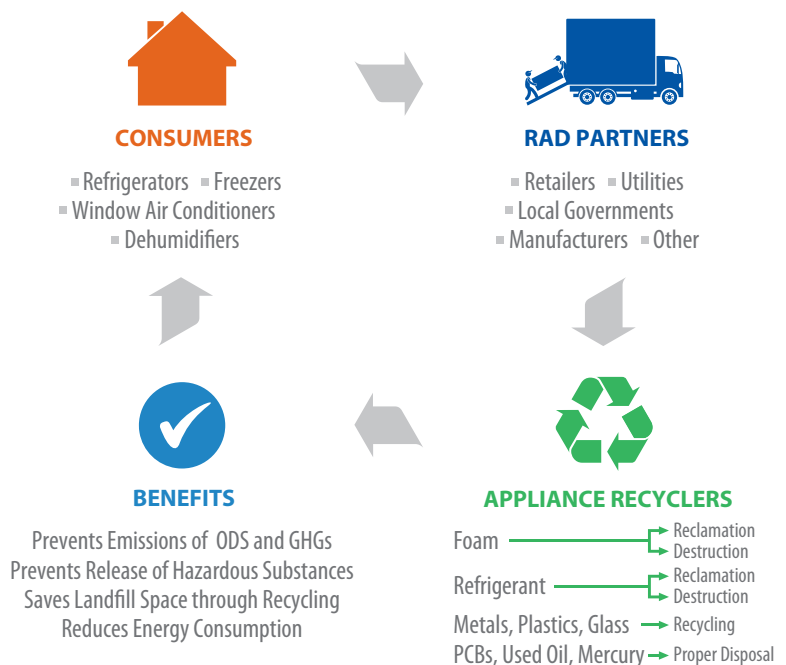 CONSUMERS
▪ Refrigerators ▪ Freezers
▪ Window Air Conditioners
▪ Dehumidifiers
RAD PARTNERS
▪ Retailers ▪ Utilities
▪ Local Governments
▪ Manufacturers ▪ Other
APPLIANCE RECYCLERS
Foam
Reclamation
Destruction
Refrigerant
Reclamation
Destruction
Metals, Plastics, Glass → Recycling
PCBs, Used Oil, Mercury → Proper Disposal
BENEFITS
Prevents Emissions of ODS and GHGs
Prevents Release of Hazardous Substances
Saves Landfill Space through Recycling
Reduces Energy Consumption